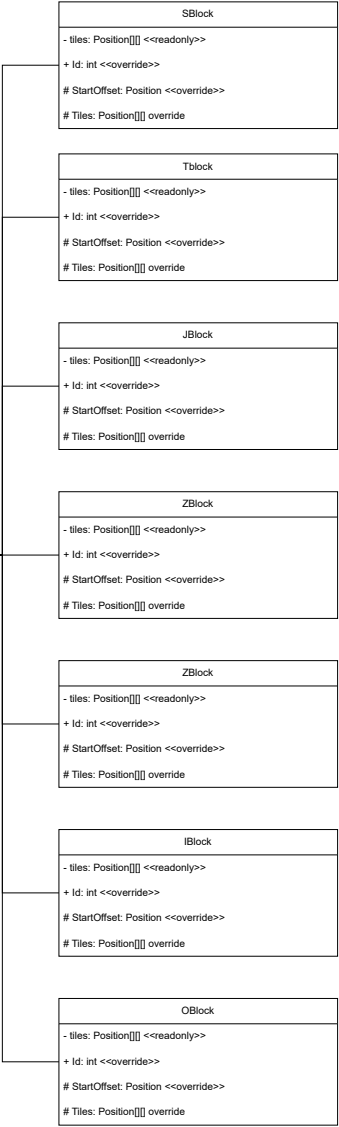 SBlock
- tiles: Position[][] <<readonly>>
+ Id: int <<override>>
# StartOffset: Position <<override>>
# Tiles: Position[][] override
Tblock
- tiles: Position[][] <<readonly>>
+ Id: int <<override>>
# StartOffset: Position <<override>>
# Tiles: Position[][] override
JBlock
- tiles: Position[][] <<readonly>>
+ Id: int <<override>>
# StartOffset: Position <<override>>
# Tiles: Position[][] override
ZBlock
- tiles: Position[][] <<readonly>>
+ Id: int <<override>>
# StartOffset: Position <<override>>
# Tiles: Position[][] override
ZBlock
- tiles: Position[][] <<readonly>>
+ Id: int <<override>>
# StartOffset: Position <<override>>
# Tiles: Position[][] override
IBlock
- tiles: Position[][] <<readonly>>
+ Id: int <<override>>
# StartOffset: Position <<override>>
# Tiles: Position[][] override
OBlock
- tiles: Position[][] <<readonly>>
+ Id: int <<override>>
# StartOffset: Position <<override>>
# Tiles: Position[][] override